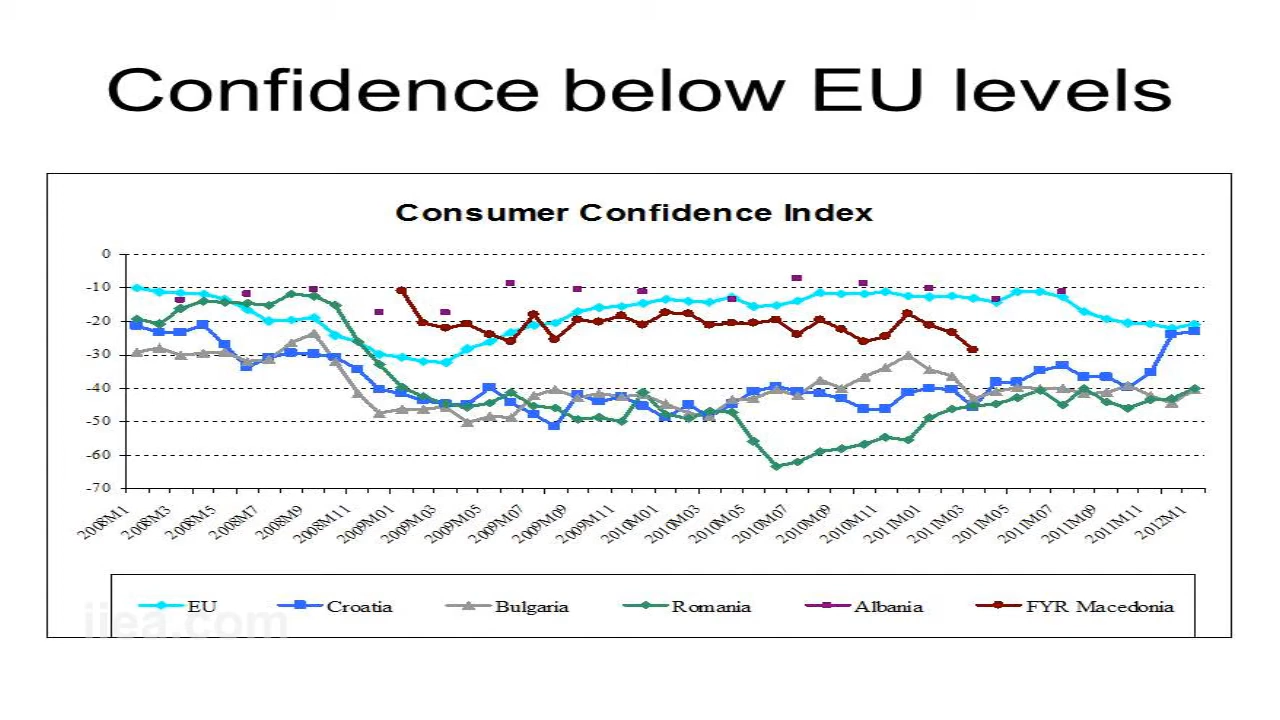 Confidence below EU levels
Consumer Confidence Index
0
-10
-20
-30
-40
-50
-60
-70
2008M1 2008M3 2008M5 2008M7 2008M9 2008M11 2009M01 2009M03 2009M05 2009M07 2009M09 2009M11 2010M01 2010M03 2010M05 2010M07 2010M09 2010M11 2011M01 2011M03 2011M05 2011M07 2011M09 2011M11 2012M1
EU Croatia Bulgaria Romania Albania FYR Macedonia
iiea.com